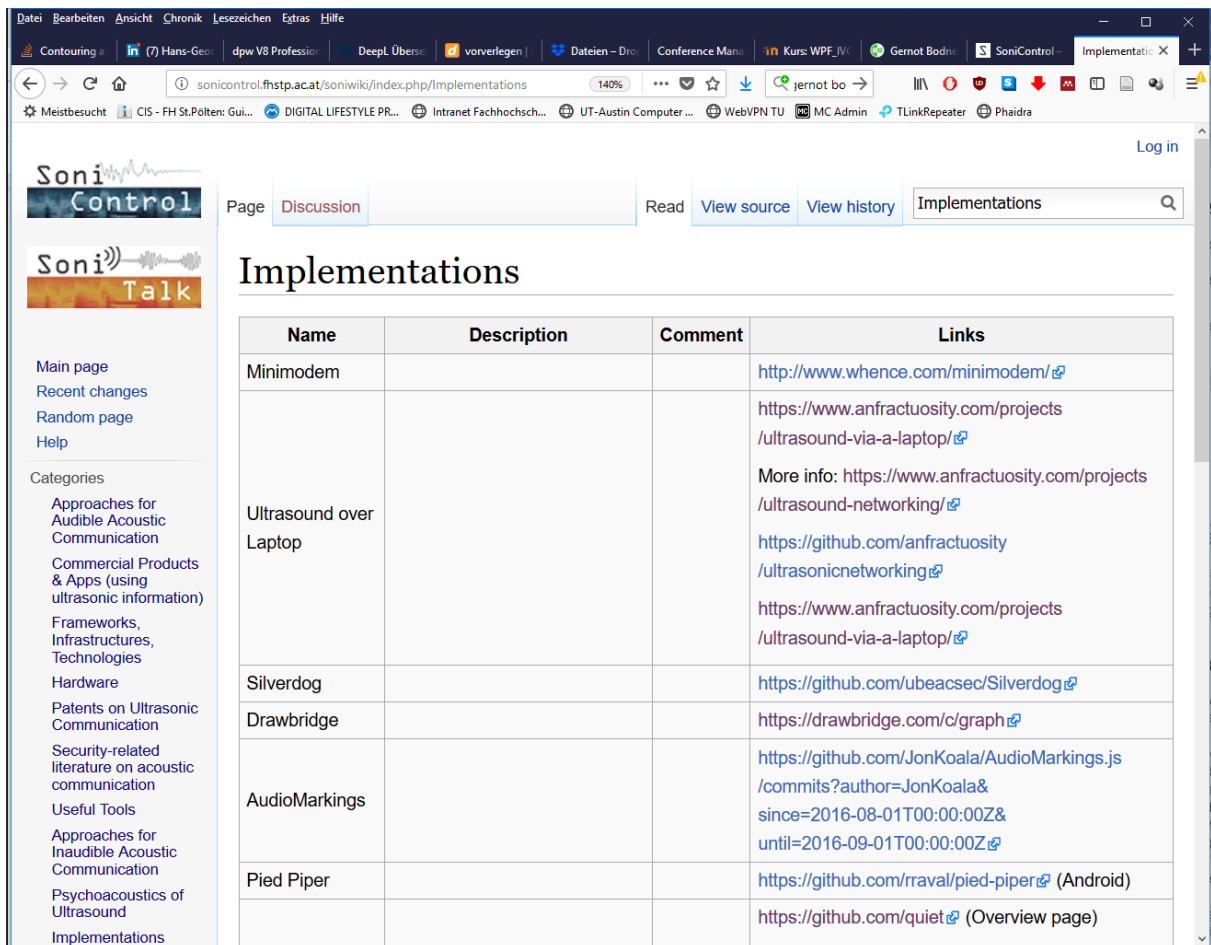 Datei Bearbeiten Ansicht Chronik Lesezeichen Extras Hilfe
Contouring a
(7) Hans-Geor
dpw V8 Profession
DeepL Überse
vorverlegen |
Dateien – Drop
Conference Mana
Kurs: WPF_IVC
Gernot Bodne
SoniControl –
Implementatio
sonicontrol.fhstp.ac.at/soniwiki/index.php/Implementations
140%
gernot bo
Meistbesucht
CIS - FH St.Pölten: Gui...
DIGITAL LIFESTYLE PR...
Intranet Fachhochsch...
UT-Austin Computer ...
WebVPN TU
MC Admin
TLinkRepeater
Phaidra
Log in
Soni
Control
Soni
Talk
Page Discussion
Read View source View history
Implementations
Main page
Recent changes
Random page
Help
Categories
Approaches for
Audible Acoustic
Communication
Commercial Products
& Apps (using
ultrasonic information)
Frameworks,
Infrastructures,
Technologies
Hardware
Patents on Ultrasonic
Communication
Security-related
literature on acoustic
communication
Useful Tools
Approaches for
Inaudible Acoustic
Communication
Psychoacoustics of
Ultrasound
Implementations
Implementations
Name Description Comment Links
Minimodem http://www.whence.com/minimodem/
Ultrasound over
Laptop
https://www.anfractuosity.com/projects
/ultrasound-via-a-laptop/
More info: https://www.anfractuosity.com/projects
/ultrasound-networking/
https://github.com/anfractuosity
/ultrasonicnetworking
https://www.anfractuosity.com/projects
/ultrasound-via-a-laptop/
Silverdog https://github.com/ubeacsec/Silverdog
Drawbridge https://drawbridge.com/c/graph
AudioMarkings
https://github.com/JonKoala/AudioMarkings.js
/commits?author=JonKoala&
since=2016-08-01T00:00:00Z&
until=2016-09-01T00:00:00Z
Pied Piper https://github.com/rraval/pied-piper (Android)
https://github.com/quiet (Overview page)